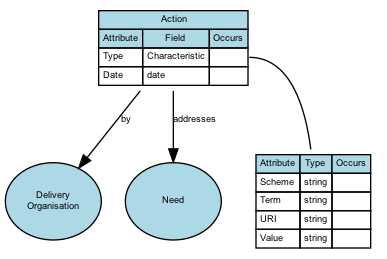 Action
Attribute Field Occurs
Type Characteristic
Date date
by
addresses
Delivery
Organisation
Need
Attribute Type Occurs
Scheme string
Term string
URI string
Value string